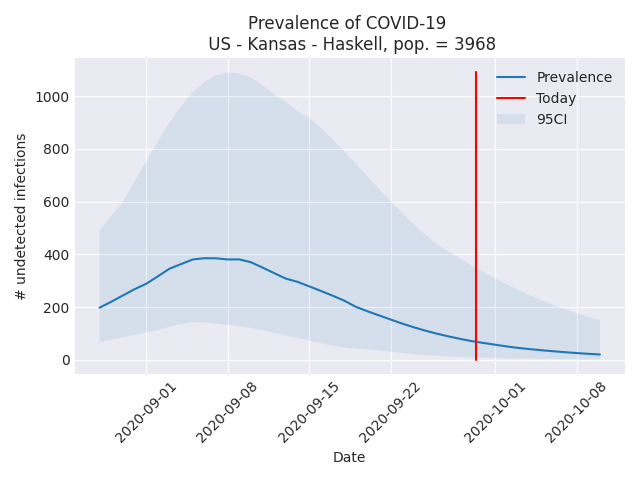 Prevalence of COVID-19
US - Kansas - Haskell, pop. = 3968
Prevalence
Today
95CI
# undetected infections
1000
800
600
400
200
0
2020-09-01
2020-09-08
2020-09-15
2020-09-22
2020-10-01
2020-10-08
Date